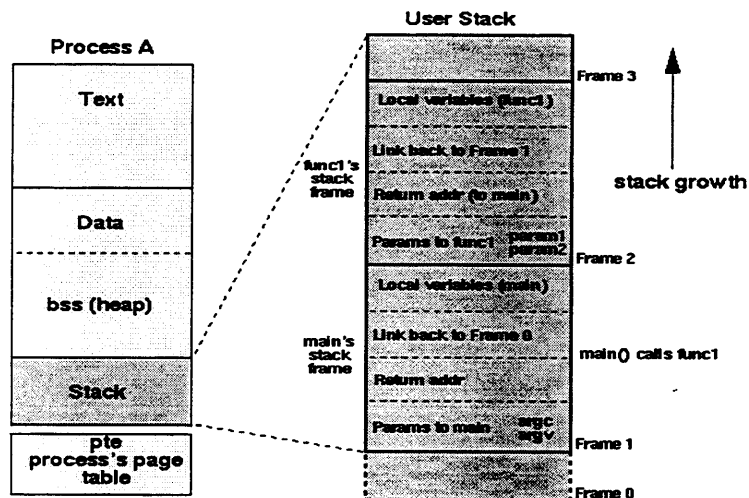 Process A
Text
Data
bss (heap)
Stack
pte
process's page
table
User Stack
Frame 3
Local variables (func1)
Link back to Frame 1
Return addr (to main)
Params to func1 param1
param2
func1's
stack
frame
Frame 2
Local variables (main)
Link back to Frame 0
Return addr
Params to main argc
argv
main's
stack
frame
main() calls func1
Frame 1
Frame 0
stack growth